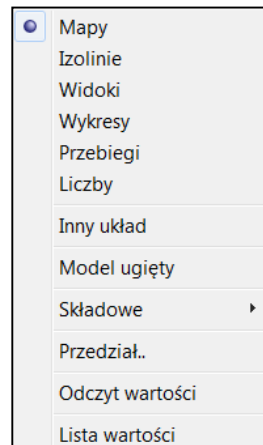 Mapy
Izolinie
Widoki
Wykresy
Przebiegi
Liczby
Inny układ
Model ugięty
Składowe
Przedział..
Odczyt wartości
Lista wartości